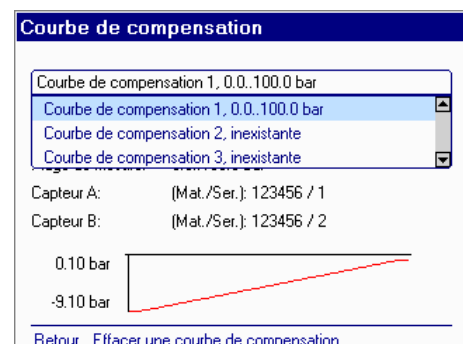 Courbe de compensation
Courbe de compensation 1, 0.0..100.0 bar
Courbe de compensation 1, 0.0..100.0 bar
Courbe de compensation 2, inexistante
Courbe de compensation 3, inexistante
Capteur A: (Mat./Ser.): 123456 / 1
Capteur B: (Mat./Ser.): 123456 / 2
0.10 bar
-9.10 bar
Retour Effacer une courbe de compensation